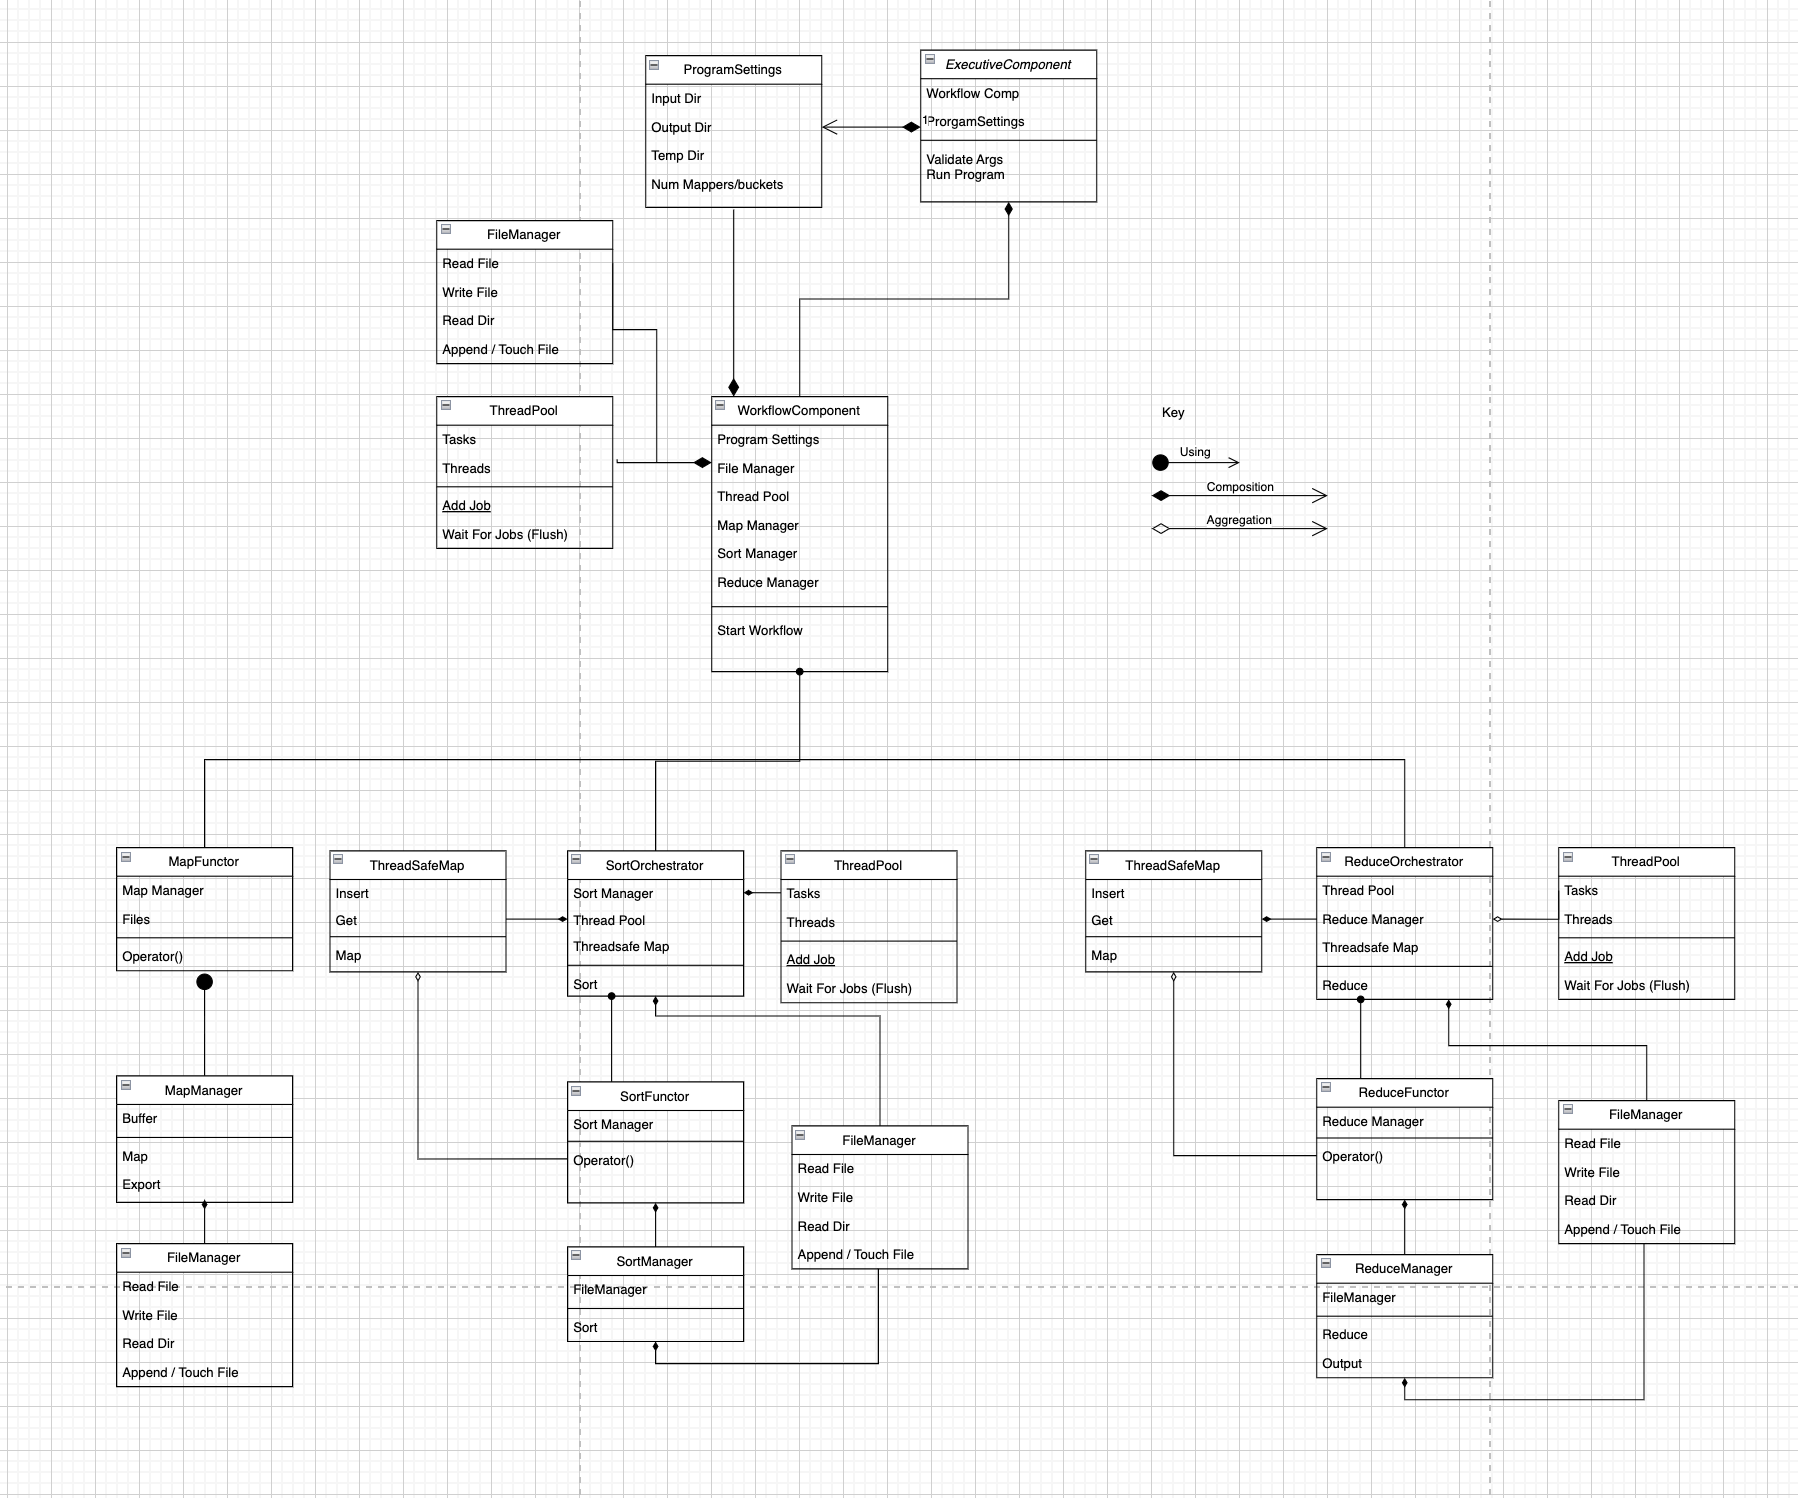 ProgramSettings
Input Dir
Output Dir
Temp Dir
Num Mappers/buckets
ExecutiveComponent
Workflow Comp
1
ProrgamSettings
Validate Args
Run Program
FileManager
Read File
Write File
Read Dir
Append / Touch File
ThreadPool
Tasks
Threads
Add Job
Wait For Jobs (Flush)
WorkflowComponent
Program Settings
File Manager
Thread Pool
Map Manager
Sort Manager
Reduce Manager
Start Workflow
Key
Using
Composition
Aggregation
MapFunctor
Map Manager
Files
Operator()
ThreadSafeMap
Insert
Get
Map
SortOrchestrator
Sort Manager
Thread Pool
Threadsafe Map
Sort
ThreadPool
Tasks
Threads
Add Job
Wait For Jobs (Flush)
ThreadSafeMap
Insert
Get
Map
ReduceOrchestrator
Thread Pool
Reduce Manager
Threadsafe Map
Reduce
ThreadPool
Tasks
Threads
Add Job
Wait For Jobs (Flush)
MapManager
Buffer
Map
Export
SortFunctor
Sort Manager
Operator()
FileManager
Read File
Write File
Read Dir
Append / Touch File
ReduceFunctor
Reduce Manager
Operator()
FileManager
Read File
Write File
Read Dir
Append / Touch File
FileManager
Read File
Write File
Read Dir
Append / Touch File
SortManager
FileManager
Sort
ReduceManager
FileManager
Reduce
Output